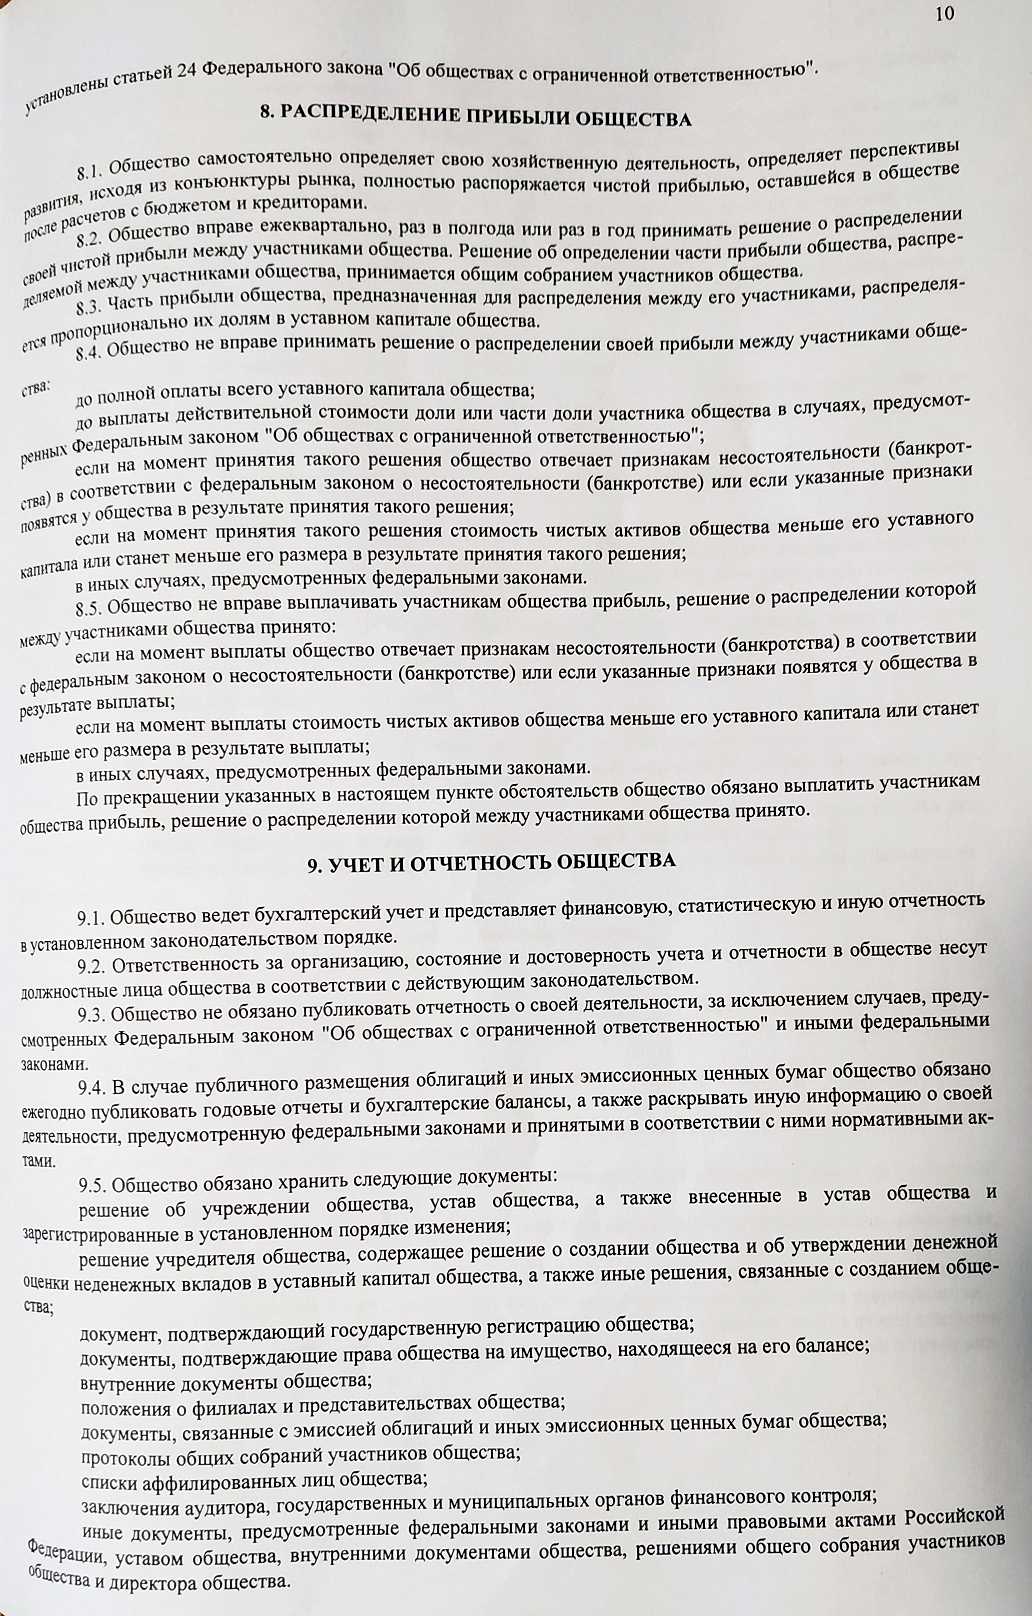 10
установлены статьей 24 Федерального закона "Об обществах с ограниченной ответственностью".
8. РАСПРЕДЕЛЕНИЕ ПРИБЫЛИ ОБЩЕСТВА
8.1. Общество самостоятельно определяет свою хозяйственную деятельность, определяет перспективы
развития, исходя из конъюнктуры рынка, полностью распоряжается чистой прибылью, оставшейся в обществе
после расчетов с бюджетом и кредиторами.
8.2. Общество вправе ежеквартально, раз в полгода или раз в год принимать решение о распределении
своей чистой прибыли между участниками общества. Решение об определении части прибыли общества, распре-
деляемой между участниками общества, принимается общим собранием участников общества.
8.3. Часть прибыли общества, предназначенная для распределения между его участниками, распределя-
ется пропорционально их долям в уставном капитале общества.
8.4. Общество не вправе принимать решение о распределении своей прибыли между участниками обще-
ства:
до полной оплаты всего уставного капитала общества;
до выплаты действительной стоимости доли или части доли участника общества в случаях, предусмот-
ренных Федеральным законом "Об обществах с ограниченной ответственностью";
если на момент принятия такого решения общество отвечает признакам несостоятельности (банкрот-
ства) в соответствии с федеральным законом о несостоятельности (банкротстве) или если указанные признаки
появятся у общества в результате принятия такого решения;
если на момент принятия такого решения стоимость чистых активов общества меньше его уставного
капитала или станет меньше его размера в результате принятия такого решения;
в иных случаях, предусмотренных федеральными законами.
8.5. Общество не вправе выплачивать участникам общества прибыль, решение о распределении которой
между участниками общества принято:
если на момент выплаты общество отвечает признакам несостоятельности (банкротства) в соответствии
с федеральным законом о несостоятельности (банкротстве) или если указанные признаки появятся у общества в
результате выплаты;
если на момент выплаты стоимость чистых активов общества меньше его уставного капитала или станет
меньше его размера в результате выплаты;
в иных случаях, предусмотренных федеральными законами.
По прекращении указанных в настоящем пункте обстоятельств общество обязано выплатить участникам
общества прибыль, решение о распределении которой между участниками общества принято.
9. УЧЕТ И ОТЧЕТНОСТЬ ОБЩЕСТВА
9.1. Общество ведет бухгалтерский учет и представляет финансовую, статистическую и иную отчетность
в установленном законодательством порядке.
9.2. Ответственность за организацию, состояние и достоверность учета и отчетности в обществе несут
должностные лица общества в соответствии с действующим законодательством.
9.3. Общество не обязано публиковать отчетность о своей деятельности, за исключением случаев, преду-
смотренных Федеральным законом "Об обществах с ограниченной ответственностью" и иными федеральными
законами.
9.4. В случае публичного размещения облигаций и иных эмиссионных ценных бумаг общество обязано
ежегодно публиковать годовые отчеты и бухгалтерские балансы, а также раскрывать иную информацию о своей
деятельности, предусмотренную федеральными законами и принятыми в соответствии с ними нормативными ак-
тами.
9.5. Общество обязано хранить следующие документы:
решение об учреждении общества, устав общества, а также внесенные в устав общества и
зарегистрированные в установленном порядке изменения;
решение учредителя общества, содержащее решение о создании общества и об утверждении денежной
оценки неденежных вкладов в уставный капитал общества, а также иные решения, связанные с созданием обще-
ства;
документ, подтверждающий государственную регистрацию общества;
документы, подтверждающие права общества на имущество, находящееся на его балансе;
внутренние документы общества;
положения о филиалах и представительствах общества;
документы, связанные с эмиссией облигаций и иных эмиссионных ценных бумаг общества;
протоколы общих собраний участников общества;
списки аффилированных лиц общества;
заключения аудитора, государственных и муниципальных органов финансового контроля;
иные документы, предусмотренные федеральными законами и иными правовыми актами Российской
Федерации, уставом общества, внутренними документами общества, решениями общего собрания участников
общества и директора общества.